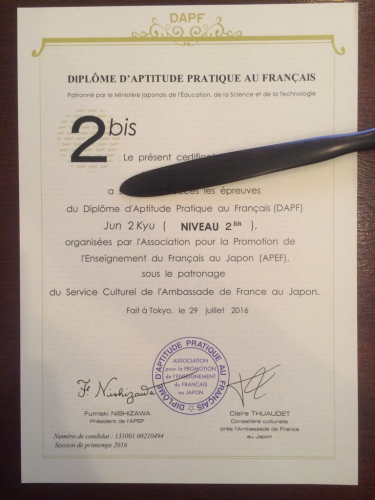 DAPF
DIPLÔME D'APTITUDE PRATIQUE AU FRANÇAIS
Patronné par le Ministère japonais de l'Éducation, de la Science et de la Technologie
2 bis
Le présent certificat
a les épreuves
du Diplôme d'Aptitude Pratique au Français (DAPF)
Jun 2 Kyu ( NIVEAU 2 bis ),
organisées par l'Association pour la Promotion de
l'Enseignement du Français au Japon (APEF),
sous le patronage
du Service Culturel de l'Ambassade de France au Japon.
Fait à Tokyo, le 29 juillet 2016
DIPLÔME D'APTITUDE PRATIQUE AU FRANÇAIS
ASSOCIATION
pour la PROMOTION
de l'ENSEIGNEMENT
du FRANÇAIS
au JAPON
F. Nishizawa
Fumiaki NISHIZAWA
Président de l'APEF
Claire THUAUDET
Conseillère culturelle
près l'Ambassade de France
au Japon
Numéro de candidat : 131001 00210494
Session de printemps 2016